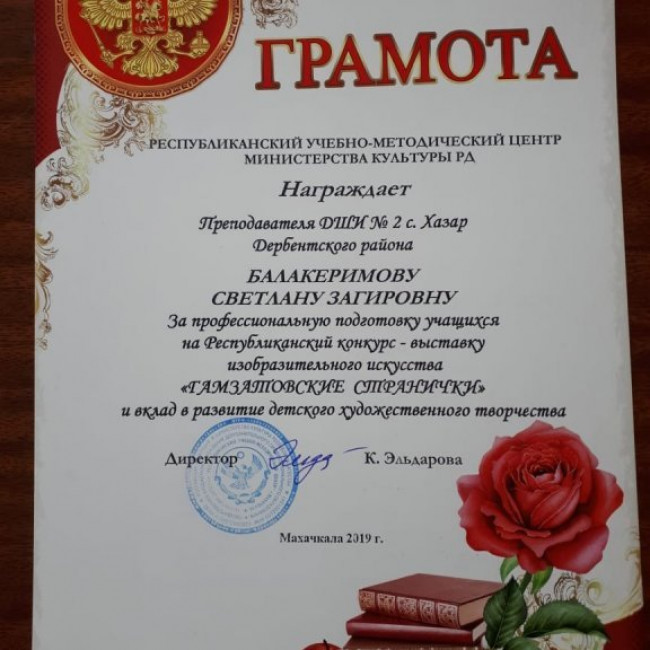 ГРАМОТА
РЕСПУБЛИКАНСКИЙ УЧЕБНО-МЕТОДИЧЕСКИЙ ЦЕНТР
МИНИСТЕРСТВА КУЛЬТУРЫ РД
Награждает
Преподавателя ДШИ № 2 с. Хазар
Дербентского района
БАЛАКЕРИМОВУ
СВЕТЛАНУ ЗАГИРОВНУ
За профессиональную подготовку учащихся
на Республиканский конкурс - выставку
изобразительного искусства
«ГАМЗАТОВСКИЕ СТРАНИЧКИ»
и вклад в развитие детского художественного творчества
Директор К. Эльдарова
Махачкала 2019 г.